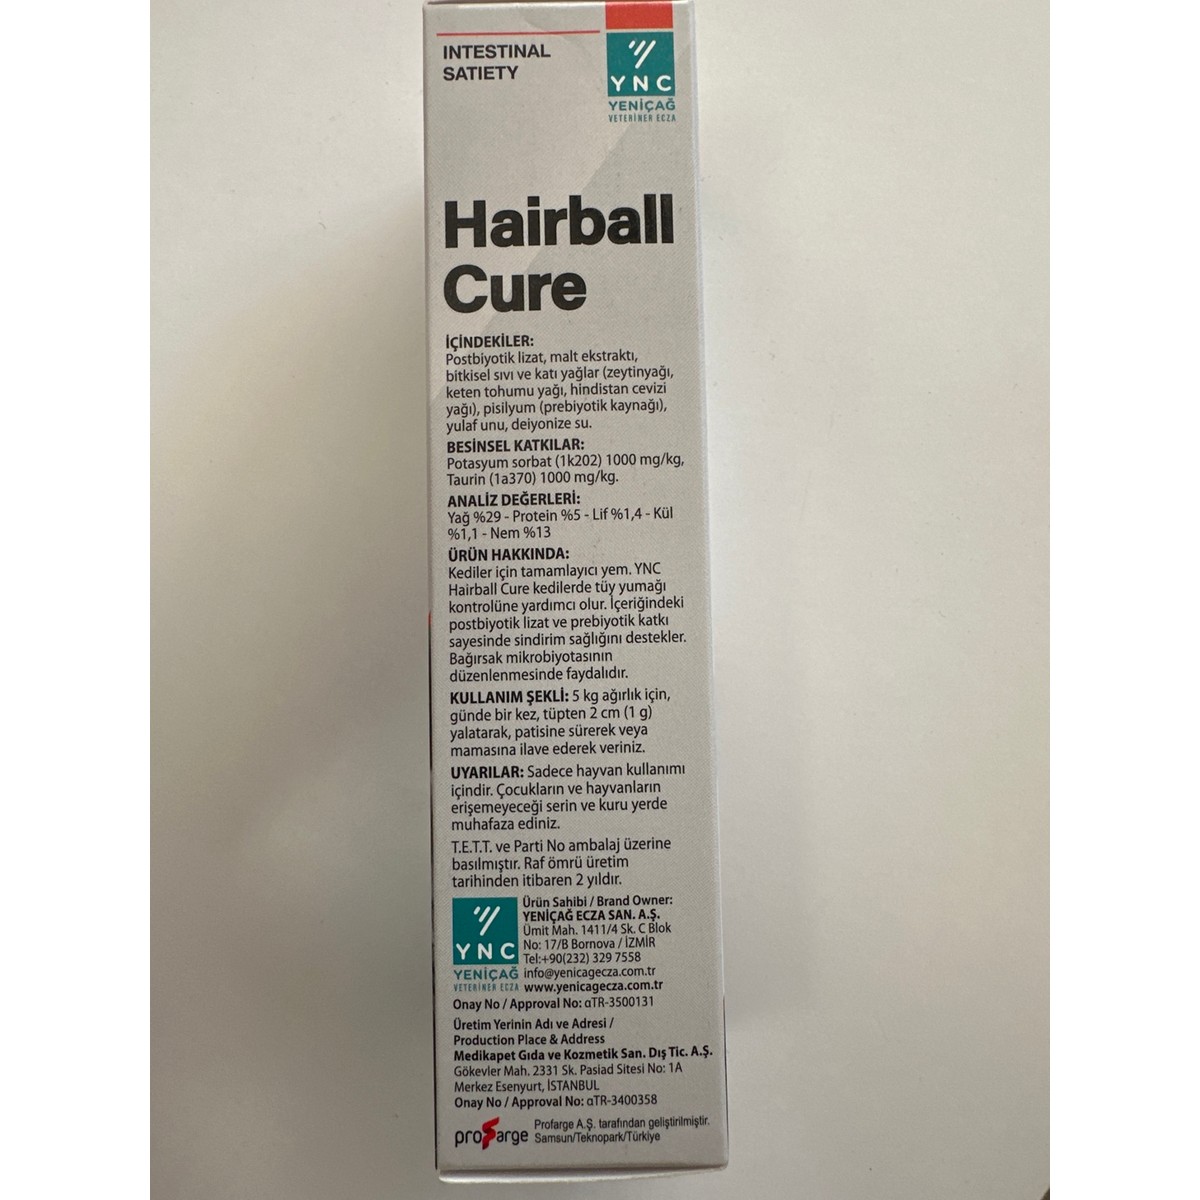 INTESTINAL
SATIETY
YNC
YENİÇAĞ
VETERİNER ECZA
Hairball
Cure
İÇİNDEKİLER:
Postbiyotik lizat, malt ekstraktı,
bitkisel sıvı ve katı yağlar (zeytinyağı,
keten tohumu yağı, hindistan cevizi
yağı), pisilyum (prebiyotik kaynağı),
yulaf unu, deiyonize su.
BESİNSEL KATKILAR:
Potasyum sorbat (1k202) 1000 mg/kg,
Taurin (1a370) 1000 mg/kg.
ANALİZ DEĞERLERİ:
Yağ %29 - Protein %5 - Lif %1,4 - Kül
%1,1 - Nem %13
ÜRÜN HAKKINDA:
Kediler için tamamlayıcı yem. YNC
Hairball Cure kedilerde tüy yumağı
kontrolüne yardımcı olur. İçeriğindeki
postbiyotik lizat ve prebiyotik katkı
sayesinde sindirim sağlığını destekler.
Bağırsak mikrobiyotasının
düzenlenmesinde faydalıdır.
KULLANIM ŞEKLİ: 5 kg ağırlık için,
günde bir kez, tüpten 2 cm (1 g)
yalatarak, patisine sürerek veya
mamasına ilave ederek veriniz.
UYARILAR: Sadece hayvan kullanımı
içindir. Çocukların ve hayvanların
erişemeyeceği serin ve kuru yerde
muhafaza ediniz.
T.E.T.T. ve Parti No ambalaj üzerine
basılmıştır. Raf ömrü üretim
tarihinden itibaren 2 yıldır.
YNC
YENİÇAĞ
VETERİNER ECZA
Ürün Sahibi / Brand Owner:
YENİÇAĞ ECZA SAN. A.Ş.
Ümit Mah. 1411/4 Sk. C Blok
No: 17/B Bornova / İZMİR
Tel:+90(232) 329 7558
info@yenicagecza.com.tr
www.yenicagecza.com.tr
Onay No / Approval No: αTR-3500131
Üretim Yerinin Adı ve Adresi /
Production Place & Address
Medikapet Gıda ve Kozmetik San. Dış Tic. A.Ş.
Gökevler Mah. 2331 Sk. Pasiad Sitesi No: 1A
Merkez Esenyurt, İSTANBUL
Onay No / Approval No: αTR-3400358
proFarge
Profarge A.Ş. tarafından geliştirilmiştir.
Samsun/Teknopark/Türkiye